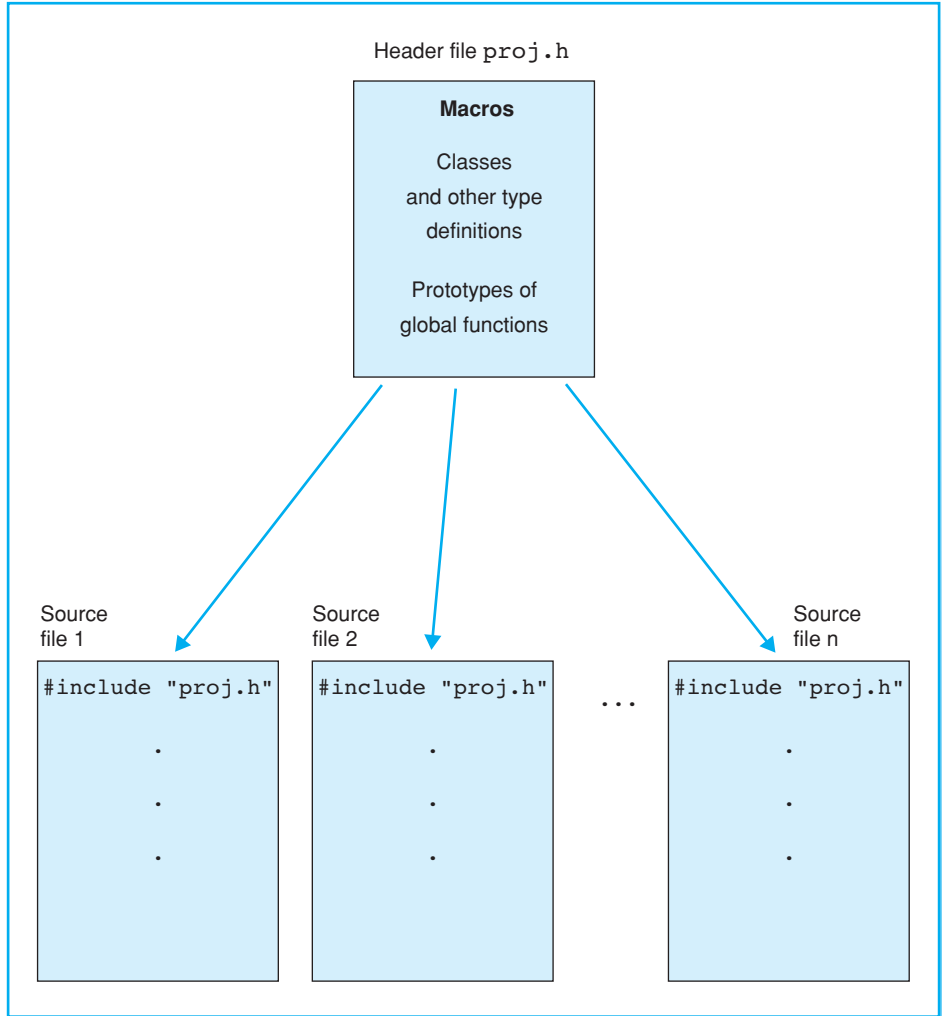 Header file proj.h
Macros
Classes
and other type
definitions
Prototypes of
global functions
Source
file 1
#include "proj.h"
.
.
.
Source
file 2
#include "proj.h"
.
.
.
...
Source
file n
#include "proj.h"
.
.
.